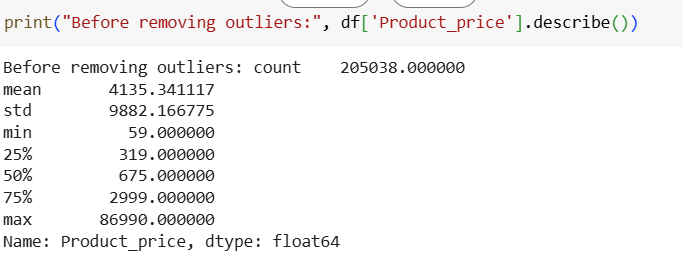 print("Before removing outliers:", df['Product_price'].describe())
Before removing outliers: count    205038.000000
mean       4135.341117
std        9882.166775
min          59.000000
25%         319.000000
50%         675.000000
75%        2999.000000
max       86990.000000
Name: Product_price, dtype: float64